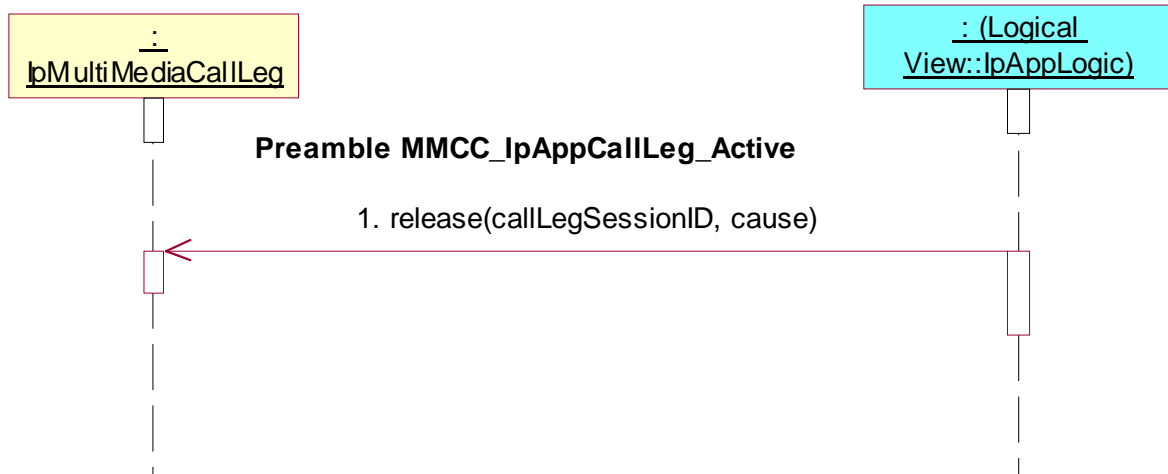 :
IpMultiMediaCallLeg
: (Logical
View::IpAppLogic)
Preamble MMCC_IpAppCallLeg_Active
1. release(callLegSessionID, cause)